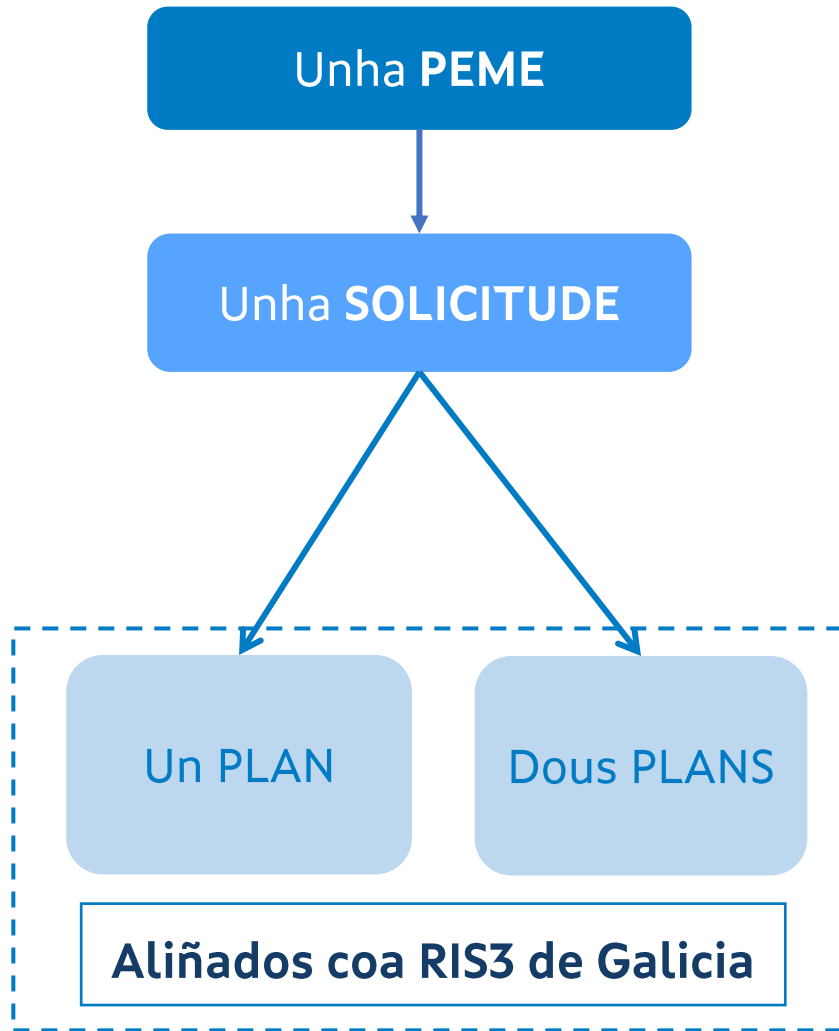 Unha PEME
Unha SOLICITUDE
Un PLAN
Dous PLANS
Aliñados coa RIS3 de Galicia